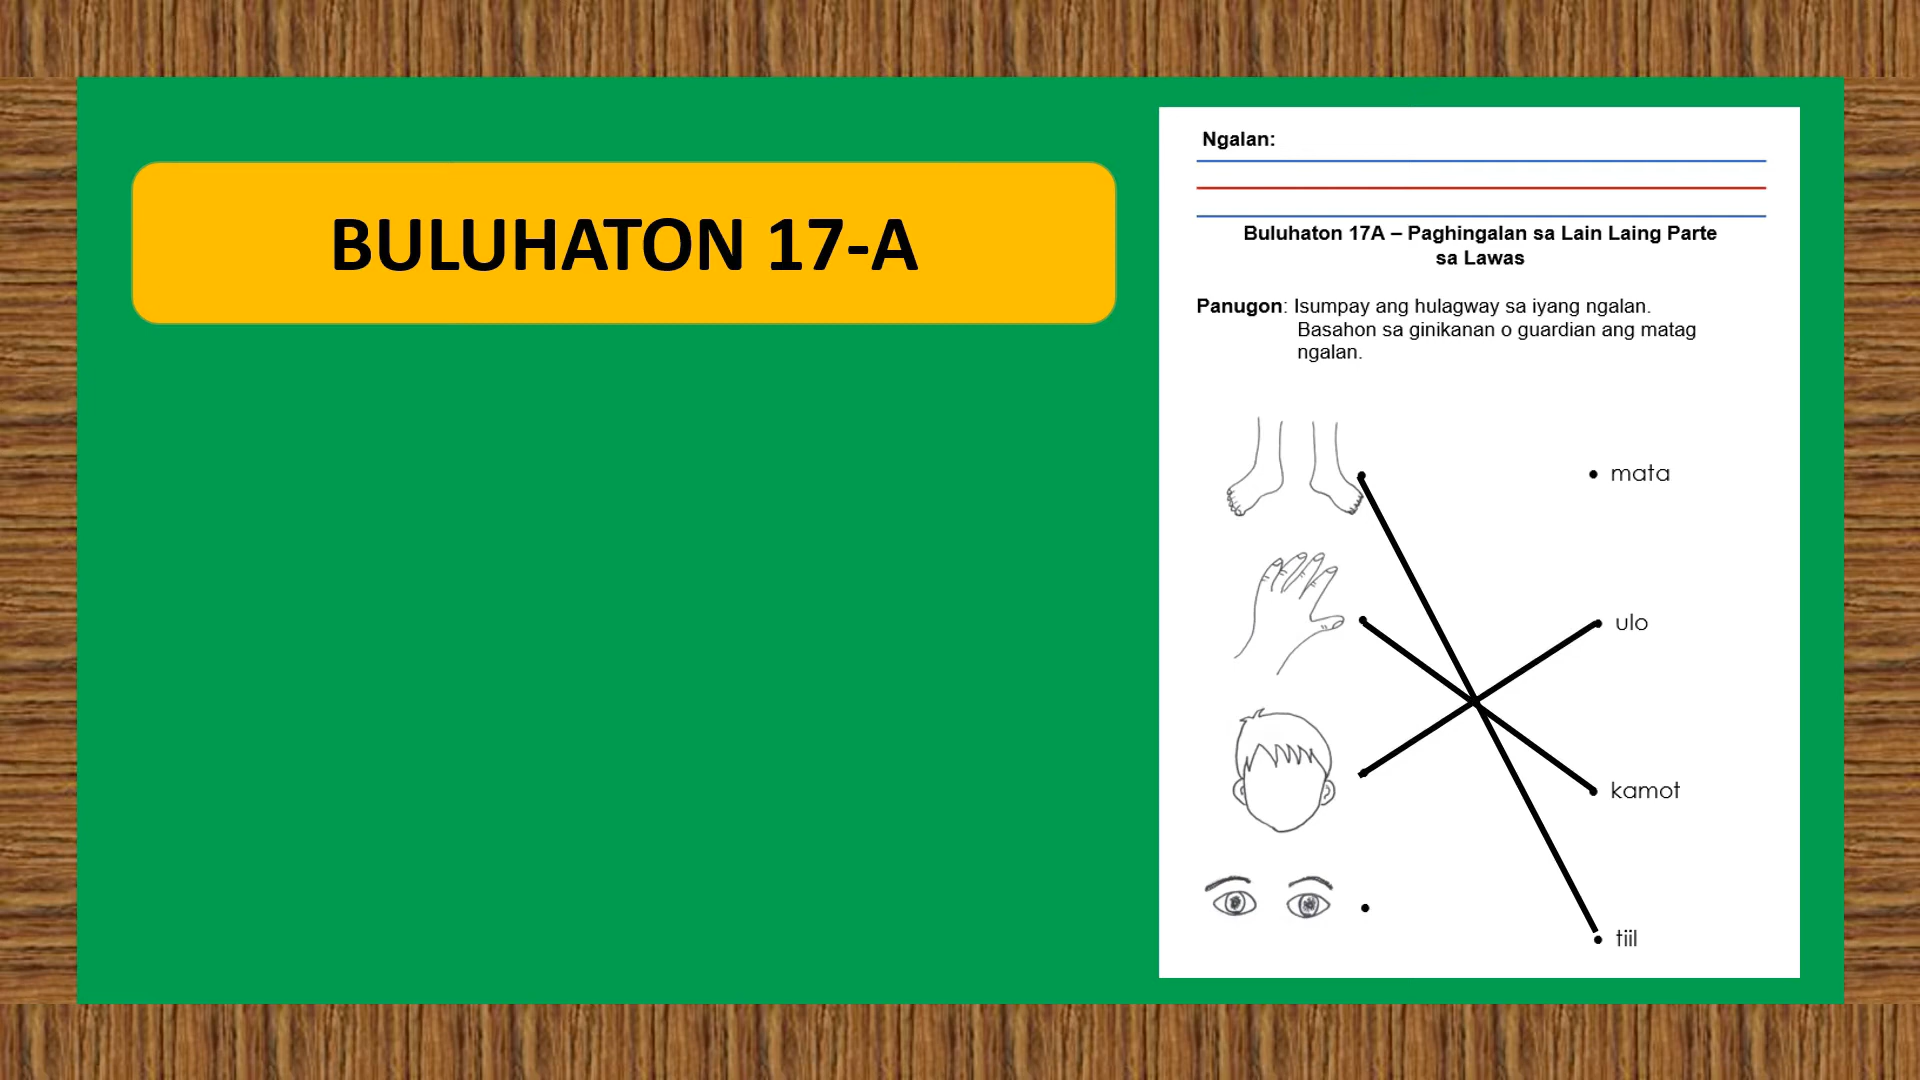 BULUHATON 17-A
Ngalan:
Buluhaton 17A – Paghingalan sa Lain Laing Parte
sa Lawas
Panugon: Isumpay ang hulagway sa iyang ngalan.
Basahon sa ginikanan o guardian ang matag
ngalan.
mata
ulo
kamot
tiil